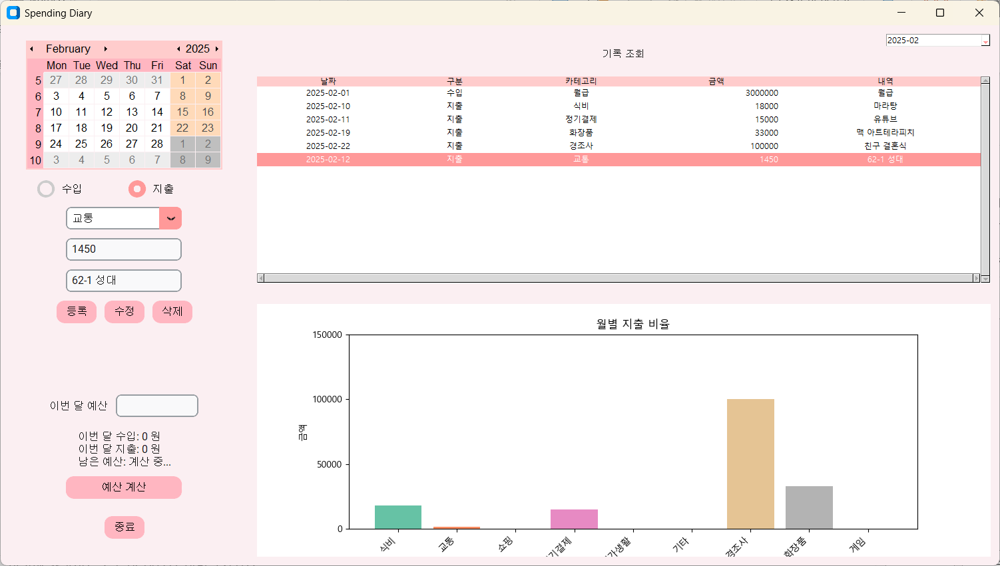 Spending Diary
February 2025
Mon Tue Wed Thu Fri Sat Sun
5 27 28 29 30 31 1 2
6 3 4 5 6 7 8 9
7 10 11 12 13 14 15 16
8 17 18 19 20 21 22 23
9 24 25 26 27 28 1 2
10 3 4 5 6 7 8 9
수입 지출
교통
1450
62-1 성대
등록 수정 삭제
이번 달 예산
이번 달 수입: 0 원
이번 달 지출: 0 원
남은 예산: 계산 중...
예산 계산
종료
2025-02
기록 조회
날짜 구분 카테고리 금액 내역
2025-02-01 수입 월급 3000000 월급
2025-02-10 지출 식비 18000 마라탕
2025-02-11 지출 정기결제 15000 유튜브
2025-02-19 지출 화장품 33000 맥 아트테라피치
2025-02-22 지출 경조사 100000 친구 결혼식
2025-02-12 지출 교통 1450 62-1 성대
월별 지출 비율
금액
150000
100000
50000
0
식비 교통 쇼핑 기결제 가생활 기타 경조사 화장품 게임